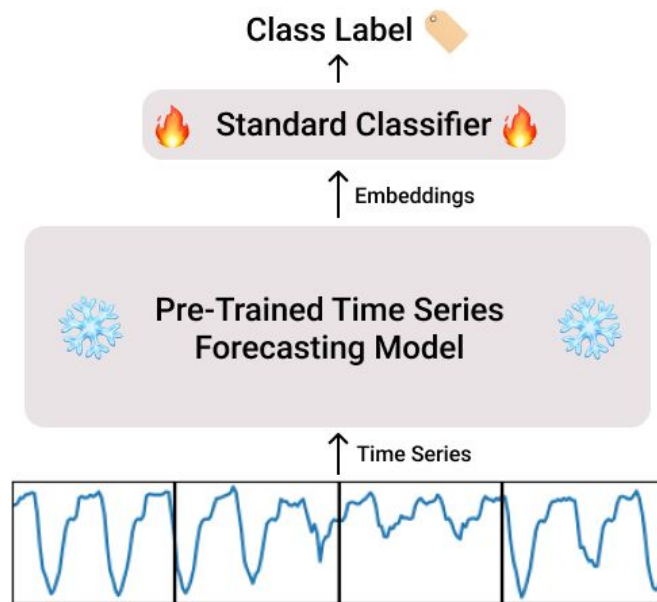 Class Label
Standard Classifier
Embeddings
Pre-Trained Time Series
Forecasting Model
Time Series